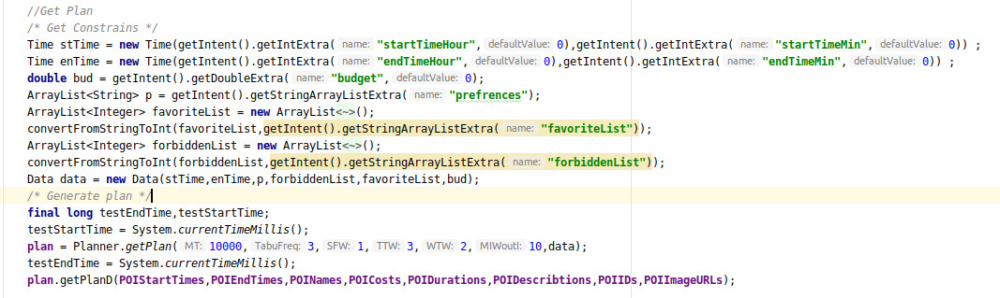 //Get Plan
/* Get Constrains */
Time stTime = new Time(getIntent().getIntExtra( name: "startTimeHour", defaultValue: 0),getIntent().getIntExtra( name: "startTimeMin", defaultValue: 0)) ;
Time enTime = new Time(getIntent().getIntExtra( name: "endTimeHour", defaultValue: 0),getIntent().getIntExtra( name: "endTimeMin", defaultValue: 0)) ;
double bud = getIntent().getDoubleExtra( name: "budget", defaultValue: 0);
ArrayList<String> p = getIntent().getStringArrayListExtra( name: "prefrences");
ArrayList<Integer> favoriteList = new ArrayList<~>();
convertFromStringToInt(favoriteList,getIntent().getStringArrayListExtra( name: "favoriteList"));
ArrayList<Integer> forbiddenList = new ArrayList<~>();
convertFromStringToInt(forbiddenList,getIntent().getStringArrayListExtra( name: "forbiddenList"));
Data data = new Data(stTime,enTime,p,forbiddenList,favoriteList,bud);
/* Generate plan */
final long testEndTime,testStartTime;
testStartTime = System.currentTimeMillis();
plan = Planner.getPlan( MT: 10000, TabuFreq: 3, SFW: 1, TTW: 3, WTW: 2, MIWoutI: 10,data);
testEndTime = System.currentTimeMillis();
plan.getPlanD(POIStartTimes,POIEndTimes,POINames,POICosts,POIDurations,POIDescribtions,POIIDs,POIImageURLs);